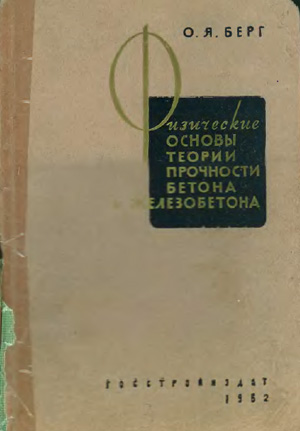 О. Я. БЕРГ
Физические
ОСНОВЫ
ТЕОРИИ
ПРОЧНОСТИ
БЕТОНА
и ЖЕЛЕЗОБЕТОНА
ГОССТРОЙИЗДАТ
1962